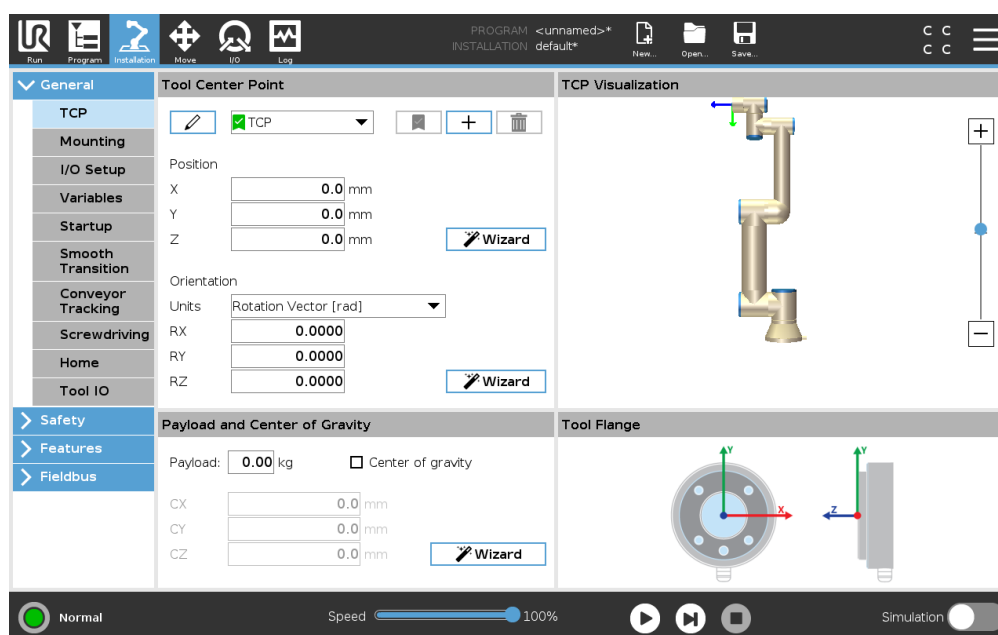 UR
PROGRAM <unnamed>*
INSTALLATION default*
C C
C C
Run
Program
Installation
Move
I/O
Log
New...
Open...
Save...
General
TCP
Mounting
I/O Setup
Variables
Startup
Smooth
Transition
Conveyor
Tracking
Screwdriving
Home
Tool IO
Safety
Features
Fieldbus
Tool Center Point
TCP
Position
X 0.0 mm
Y 0.0 mm
Z 0.0 mm
Wizard
Orientation
Units Rotation Vector [rad]
RX 0.0000
RY 0.0000
RZ 0.0000
Wizard
Payload and Center of Gravity
Payload: 0.00 kg Center of gravity
CX 0.0 mm
CY 0.0 mm
CZ 0.0 mm
Wizard
TCP Visualization
Tool Flange
Y
X
Y
Z
Normal
Speed 100%
Simulation